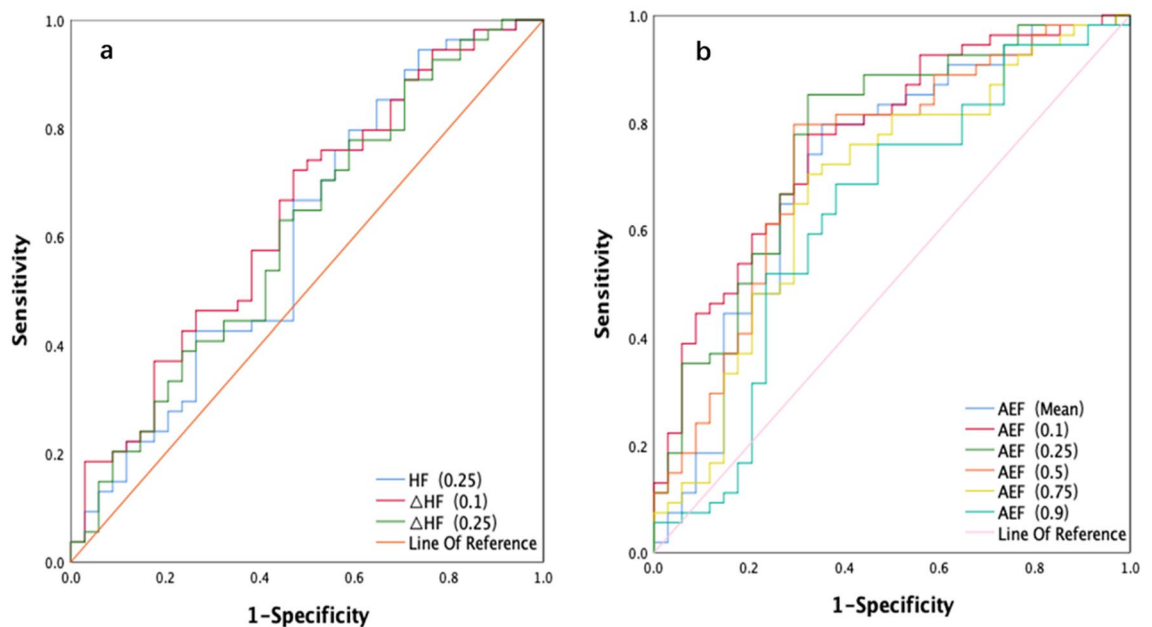 a
Sensitivity
1.0
0.8
0.6
0.4
0.2
0.0
HF (0.25)
△HF (0.1)
△HF (0.25)
Line Of Reference
0.0 0.2 0.4 0.6 0.8 1.0
1-Specificity
b
Sensitivity
1.0
0.8
0.6
0.4
0.2
0.0
AEF (Mean)
AEF (0.1)
AEF (0.25)
AEF (0.5)
AEF (0.75)
AEF (0.9)
Line Of Reference
0.0 0.2 0.4 0.6 0.8 1.0
1-Specificity